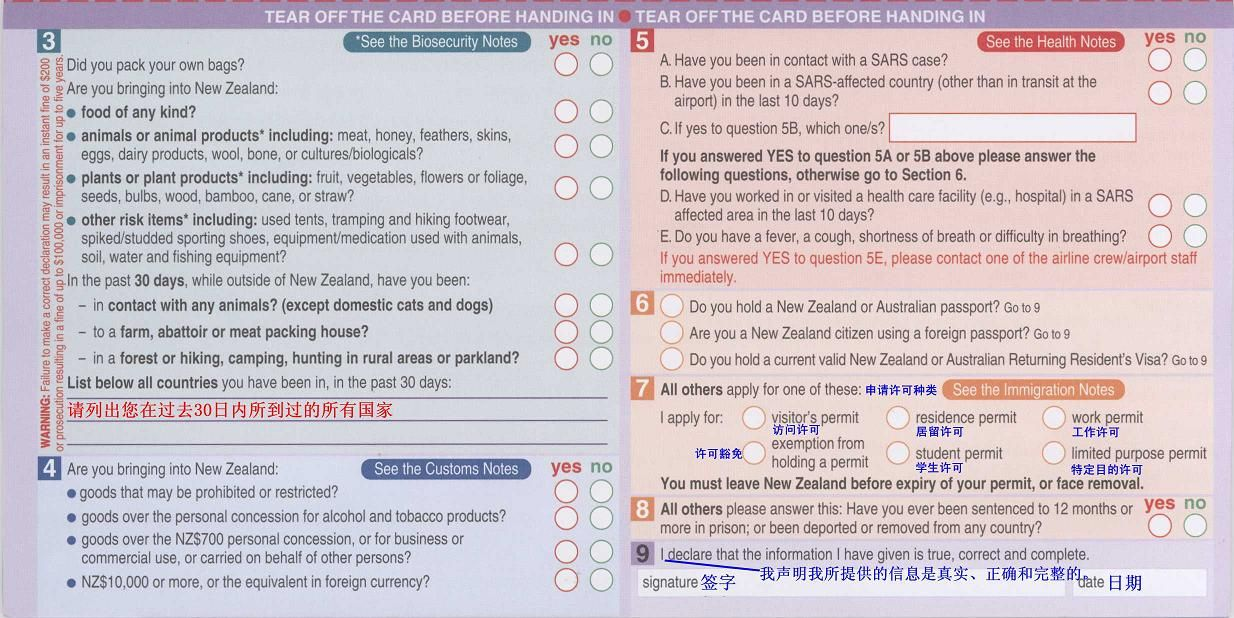 TEAR OFF THE CARD BEFORE HANDING IN ● TEAR OFF THE CARD BEFORE HANDING IN
WARNING: Failure to make a correct declaration may result in an instant fine of $200
or prosecution resulting in a fine of up to $100,000 or imprisonment for up to five years.
3 *See the Biosecurity Notes yes no
Did you pack your own bags?
Are you bringing into New Zealand:
● food of any kind?
● animals or animal products* including: meat, honey, feathers, skins,
eggs, dairy products, wool, bone, or cultures/biologicals?
● plants or plant products* including: fruit, vegetables, flowers or foliage,
seeds, bulbs, wood, bamboo, cane, or straw?
● other risk items* including: used tents, tramping and hiking footwear,
spiked/studded sporting shoes, equipment/medication used with animals,
soil, water and fishing equipment?
In the past 30 days, while outside of New Zealand, have you been:
– in contact with any animals? (except domestic cats and dogs)
– to a farm, abattoir or meat packing house?
– in a forest or hiking, camping, hunting in rural areas or parkland?
List below all countries you have been in, in the past 30 days:
请列出您在过去30日内所到过的所有国家
4 Are you bringing into New Zealand: See the Customs Notes yes no
● goods that may be prohibited or restricted?
● goods over the personal concession for alcohol and tobacco products?
● goods over the NZ$700 personal concession, or for business or
commercial use, or carried on behalf of other persons?
● NZ$10,000 or more, or the equivalent in foreign currency?
5 See the Health Notes yes no
A. Have you been in contact with a SARS case?
B. Have you been in a SARS-affected country (other than in transit at the
airport) in the last 10 days?
C. If yes to question 5B, which one/s?
If you answered YES to question 5A or 5B above please answer the
following questions, otherwise go to Section 6.
D. Have you worked in or visited a health care facility (e.g., hospital) in a SARS
affected area in the last 10 days?
E. Do you have a fever, a cough, shortness of breath or difficulty in breathing?
If you answered YES to question 5E, please contact one of the airline crew/airport staff
immediately.
6 Do you hold a New Zealand or Australian passport? Go to 9
Are you a New Zealand citizen using a foreign passport? Go to 9
Do you hold a current valid New Zealand or Australian Returning Resident's Visa? Go to 9
7 All others apply for one of these: 申请许可种类 See the Immigration Notes
I apply for: visitor's permit residence permit work permit
访问许可 居留许可 工作许可
许可豁免 exemption from holding a permit student permit limited purpose permit
学生许可 特定目的许可
You must leave New Zealand before expiry of your permit, or face removal.
8 All others please answer this: Have you ever been sentenced to 12 months or yes no
more in prison; or been deported or removed from any country?
9 I declare that the information I have given is true, correct and complete.
我声明我所提供的信息是真实、正确和完整的。
signature 签字 date 日期